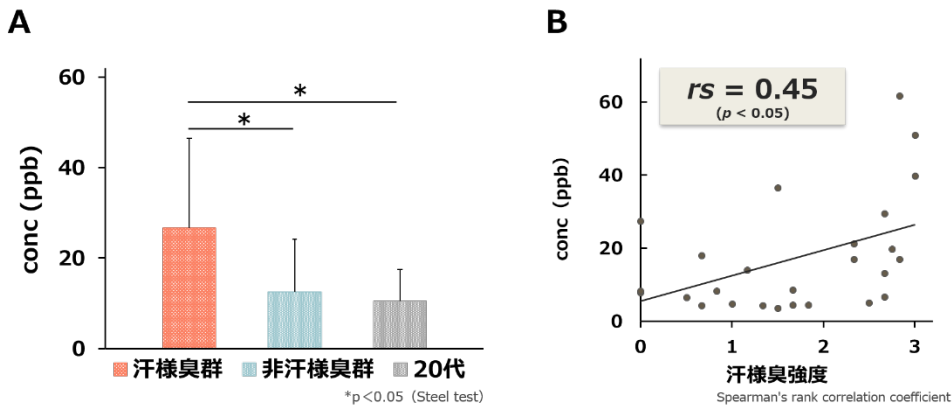 A
60
40
20
0
conc (ppb)
*
*
汗様臭群 非汗様臭群 20代
*p＜0.05 (Steel test)
B
rs = 0.45
(p < 0.05)
60
40
20
0
conc (ppb)
0 1 2 3
汗様臭強度
Spearman's rank correlation coefficient